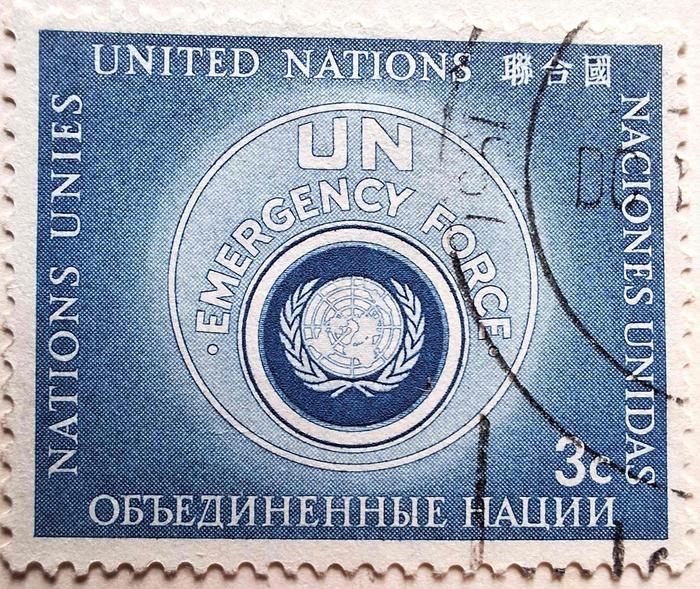 UNITED NATIONS 聯合國
NATIONS UNIES
NACIONES UNIDAS
UN
·EMERGENCY FORCE·
3c
ОБЪЕДИНЕННЫЕ НАЦИИ